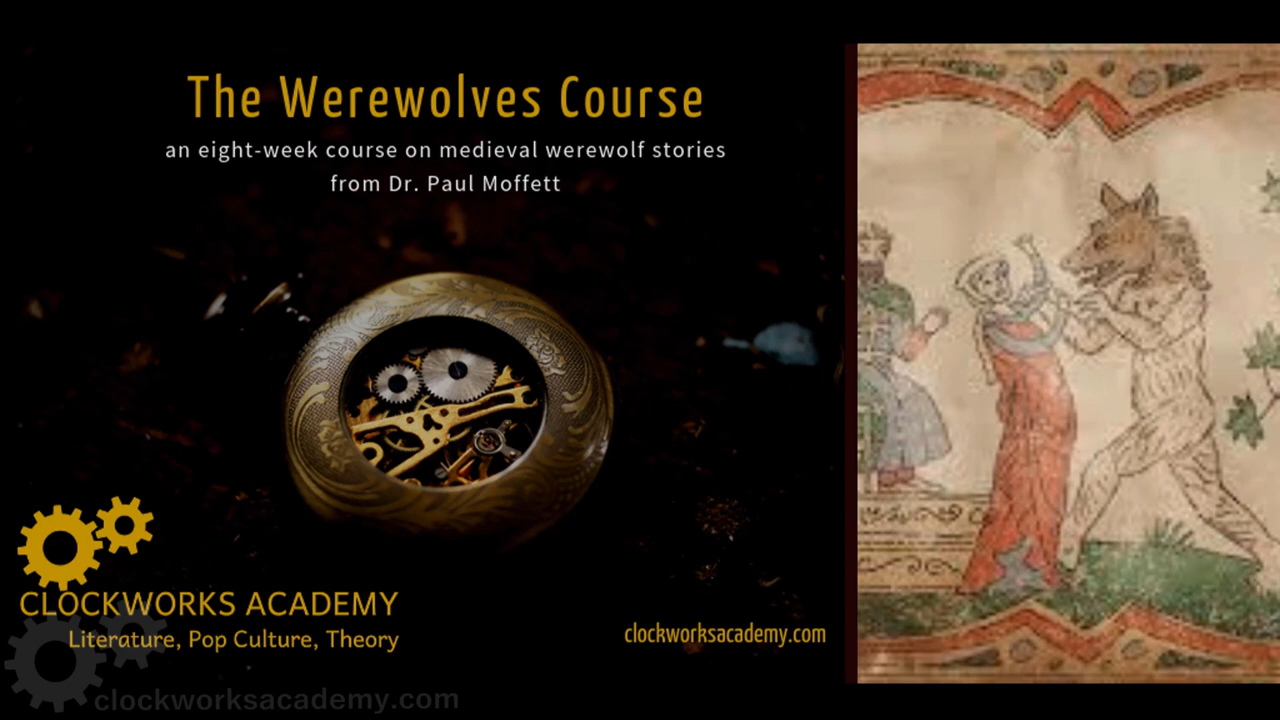 The Werewolves Course
an eight-week course on medieval werewolf stories
from Dr. Paul Moffett
CLOCKWORKS ACADEMY
Literature, Pop Culture, Theory
clockworksacademy.com
clockworksacademy.com